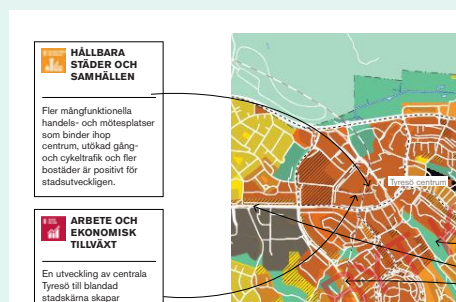 HÅLLBARA
STÄDER OCH
SAMHÄLLEN
Fler mångfunktionella
handels- och mötesplatser
som binder ihop
centrum, utökad gång-
och cykeltrafik och fler
bostäder är positivt för
stadsutveckligen.
Tyresö centrum
ARBETE OCH
EKONOMISK
TILLVÄXT
En utveckling av centrala
Tyresö till blandad
stadskärna skapar